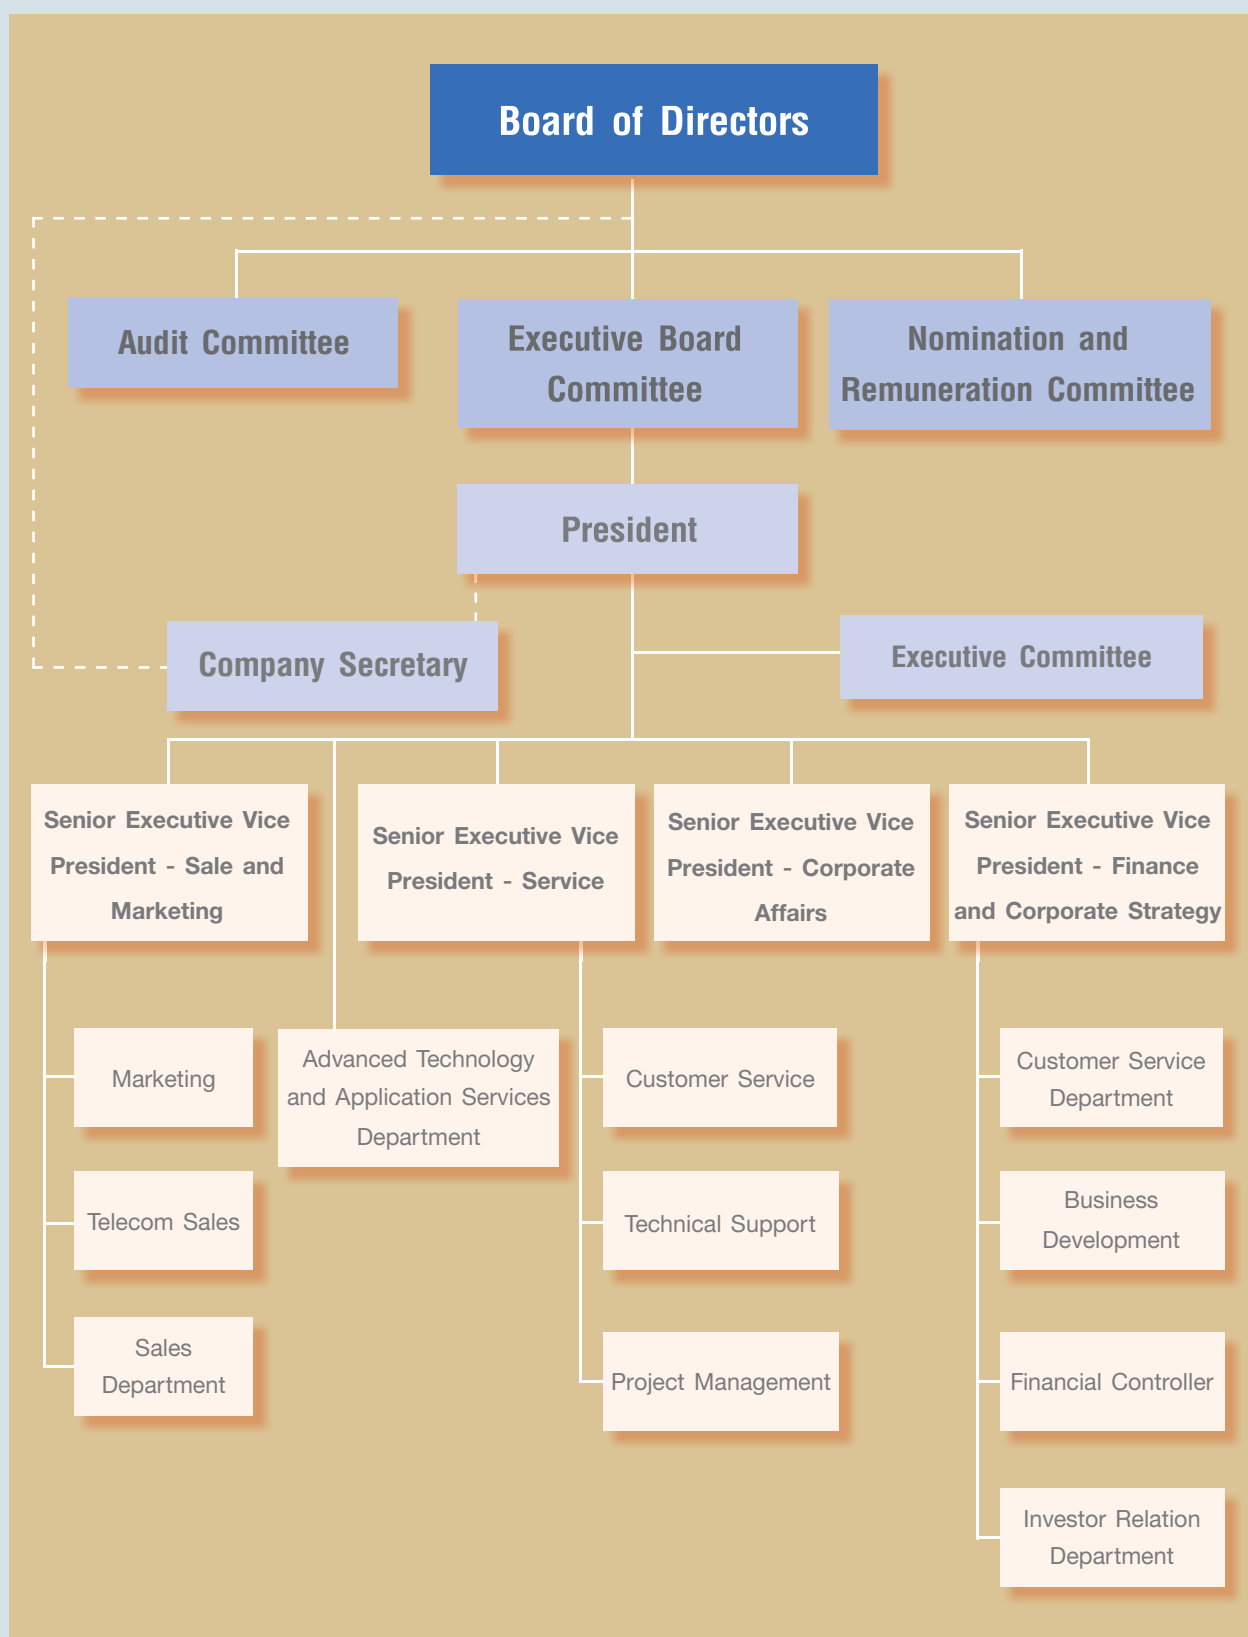 Board of Directors
Audit Committee
Executive Board
Committee
Nomination and
Remuneration Committee
President
Company Secretary
Executive Committee
Senior Executive Vice
President - Sale and
Marketing
Senior Executive Vice
President - Service
Senior Executive Vice
President - Corporate
Affairs
Senior Executive Vice
President - Finance
and Corporate Strategy
Marketing
Advanced Technology
and Application Services
Department
Customer Service
Customer Service
Department
Telecom Sales
Technical Support
Business
Development
Sales
Department
Project Management
Financial Controller
Investor Relation
Department